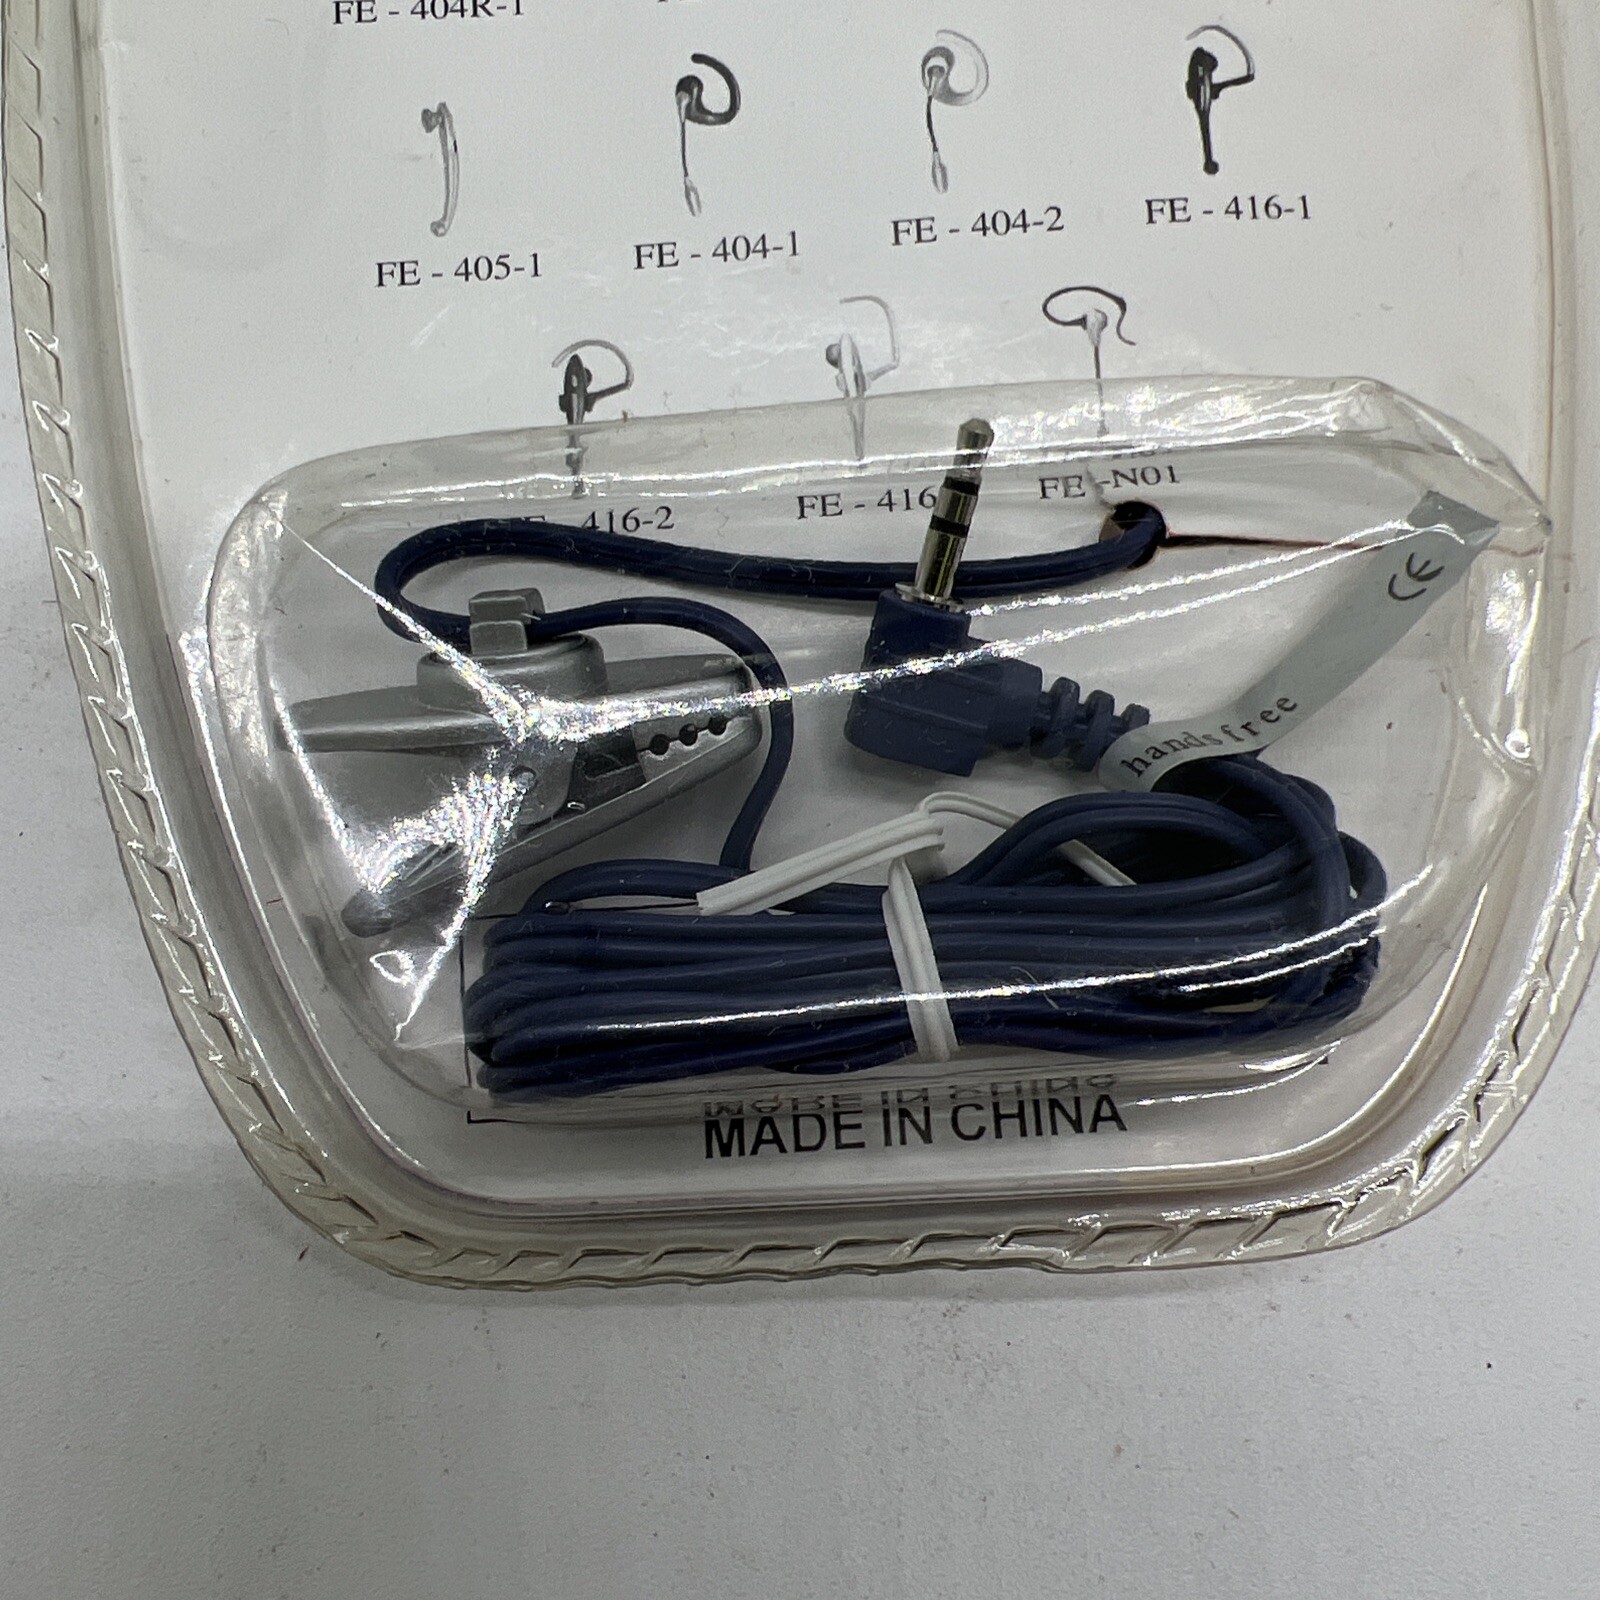 FE - 404R-1
FE - 405-1
FE - 404-1
FE - 404-2
FE - 416-1
416-2
FE - 416
FE -N01
CE
handsfree
MADE IN CHINA